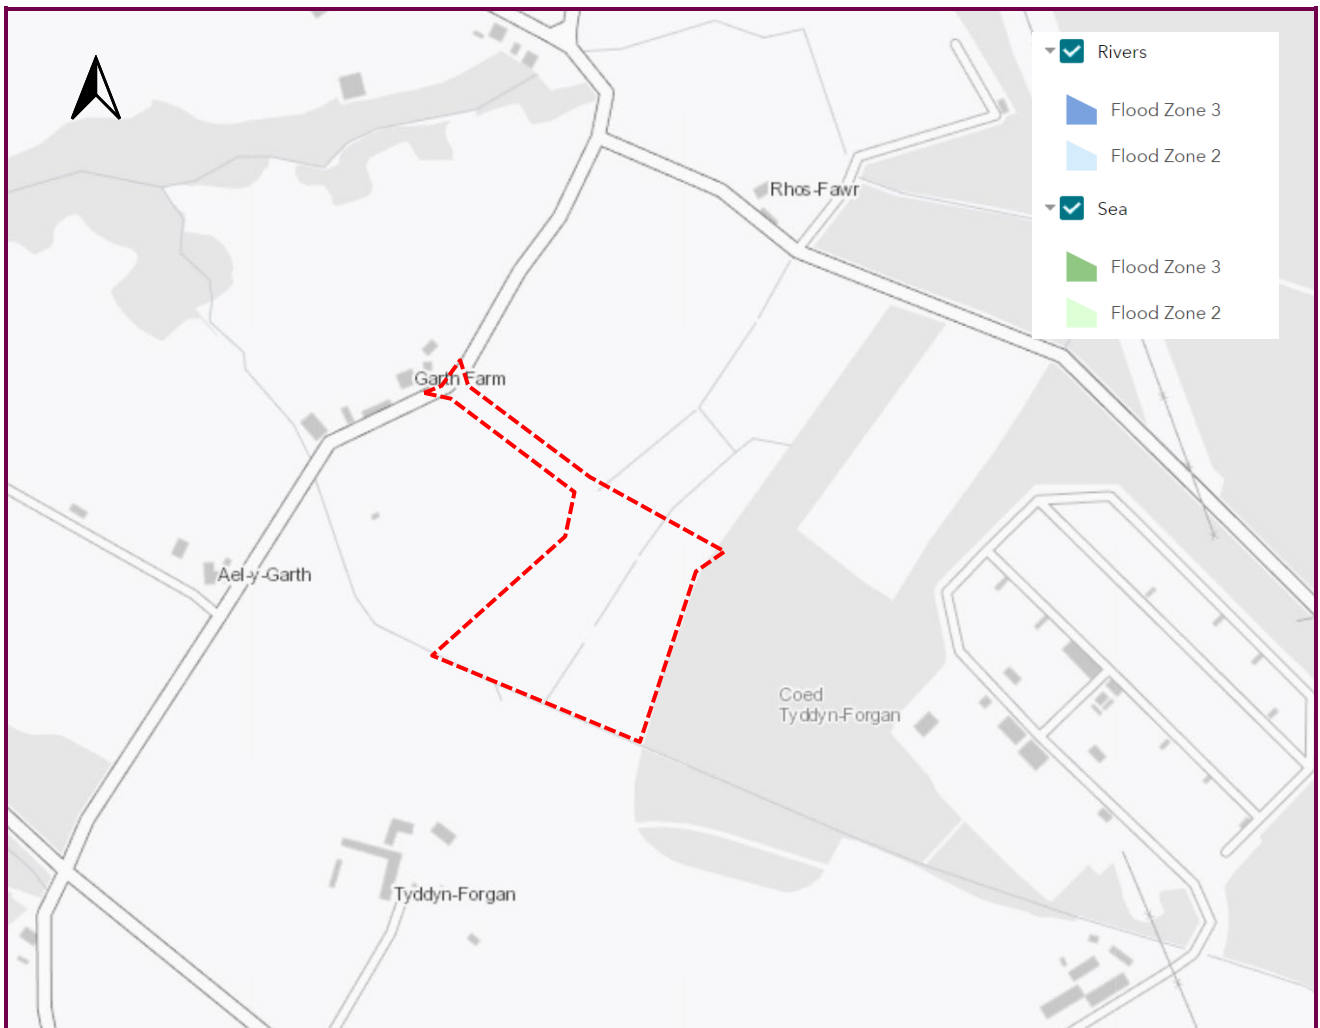 Rivers
Flood Zone 3
Flood Zone 2
Sea
Flood Zone 3
Flood Zone 2
Rhos-Fawr
Garth Farm
Ael-y-Garth
Coed
Tyddyn-Forgan
Tyddyn-Forgan